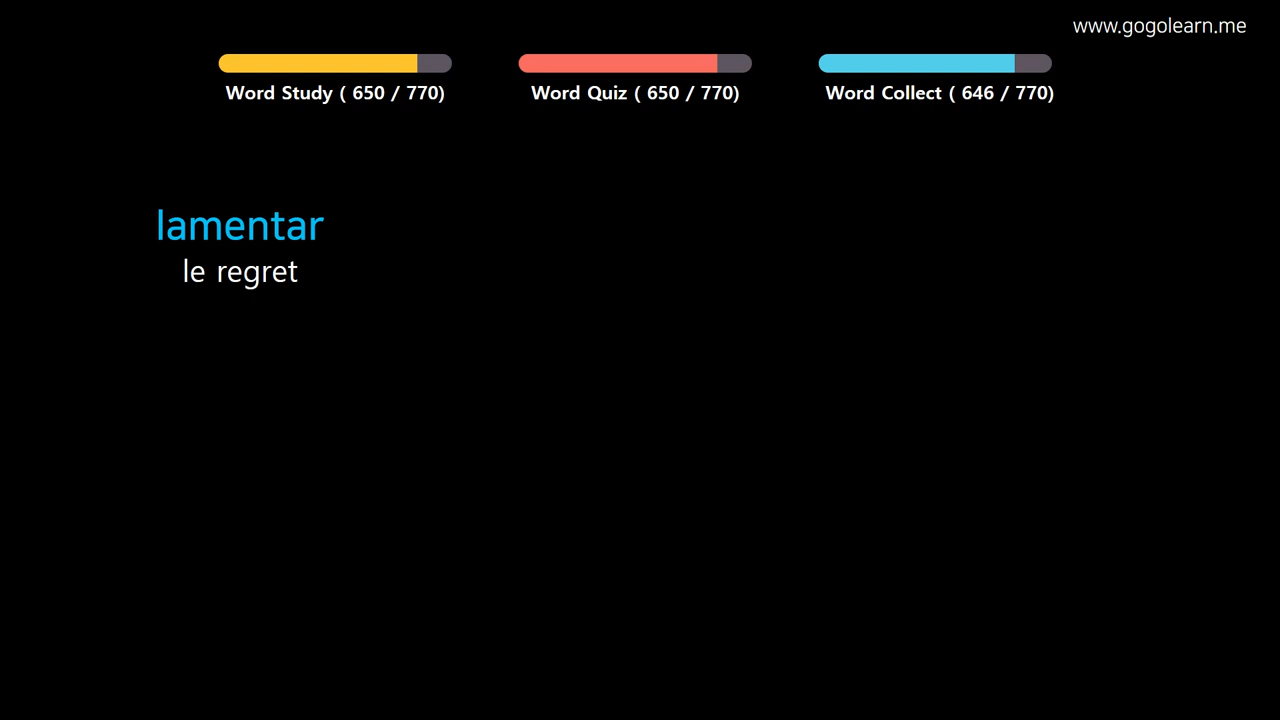 www.gogolearn.me
Word Study ( 650 / 770)
Word Quiz ( 650 / 770)
Word Collect ( 646 / 770)
lamentar
le regret